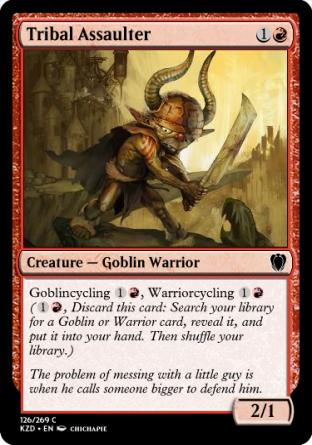 Tribal Assaulter 1
Creature — Goblin Warrior
Goblincycling 1, Warriorcycling 1
(1, Discard this card: Search your library
for a Goblin or Warrior card, reveal it, and
put it into your hand. Then shuffle your
library.)
The problem of messing with a little guy is
when he calls someone bigger to defend him.
2/1
126/269 C
KZD • EN CHICHAPIE